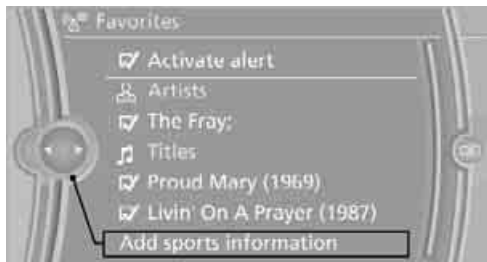 Favorites
Activate alert
Artists
The Fray;
Titles
Proud Mary (1969)
Livin' On A Prayer (1987)
Add sports information